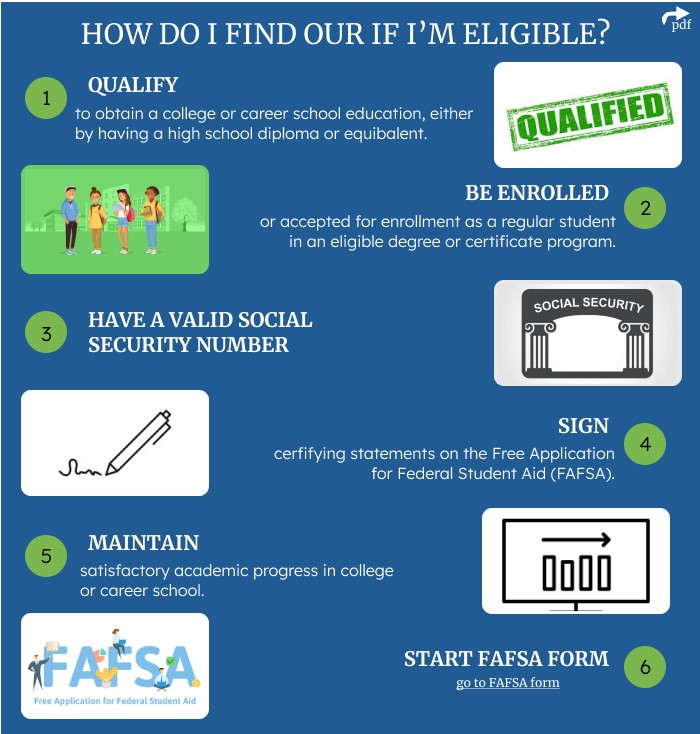 pdf
HOW DO I FIND OUR IF I'M ELIGIBLE?
1
QUALIFY
to obtain a college or career school education, either
by having a high school diploma or equibalent.
QUALIFIED
BE ENROLLED
2
or accepted for enrollment as a regular student
in an eligible degree or certificate program.
3
HAVE A VALID SOCIAL
SECURITY NUMBER
SOCIAL SECURITY
SIGN
4
cerfifying statements on the Free Application
for Federal Student Aid (FAFSA).
5
MAINTAIN
satisfactory academic progress in college
or career school.
FAFSA
Free Application for Federal Student Aid
START FAFSA FORM
6
go to FAFSA form